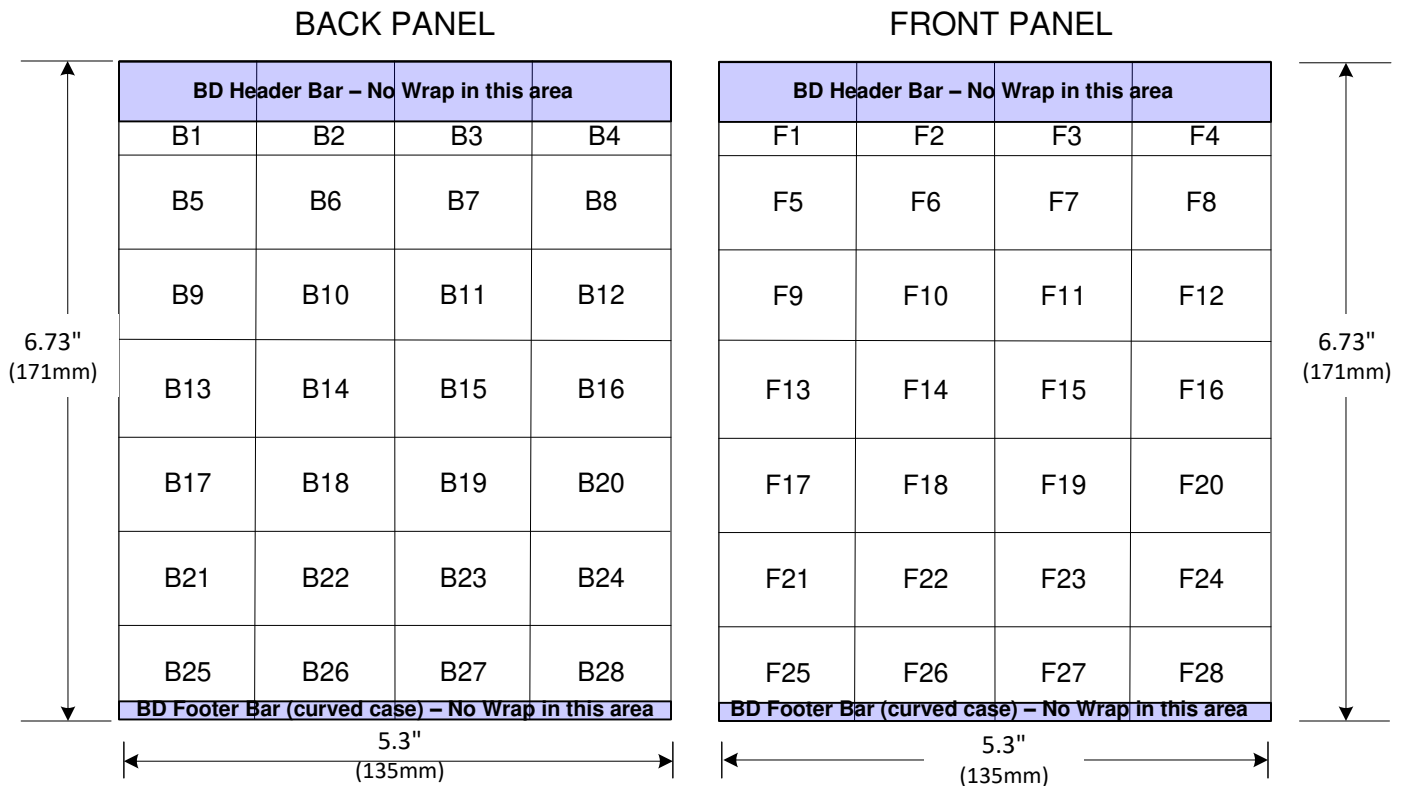 BACK PANEL
FRONT PANEL
BD Header Bar – No Wrap in this area
BD Header Bar – No Wrap in this area
B1 B2 B3 B4
F1 F2 F3 F4
B5 B6 B7 B8
F5 F6 F7 F8
B9 B10 B11 B12
F9 F10 F11 F12
6.73"
(171mm)
6.73"
(171mm)
B13 B14 B15 B16
F13 F14 F15 F16
B17 B18 B19 B20
F17 F18 F19 F20
B21 B22 B23 B24
F21 F22 F23 F24
B25 B26 B27 B28
F25 F26 F27 F28
BD Footer Bar (curved case) – No Wrap in this area
BD Footer Bar (curved case) – No Wrap in this area
5.3"
(135mm)
5.3"
(135mm)